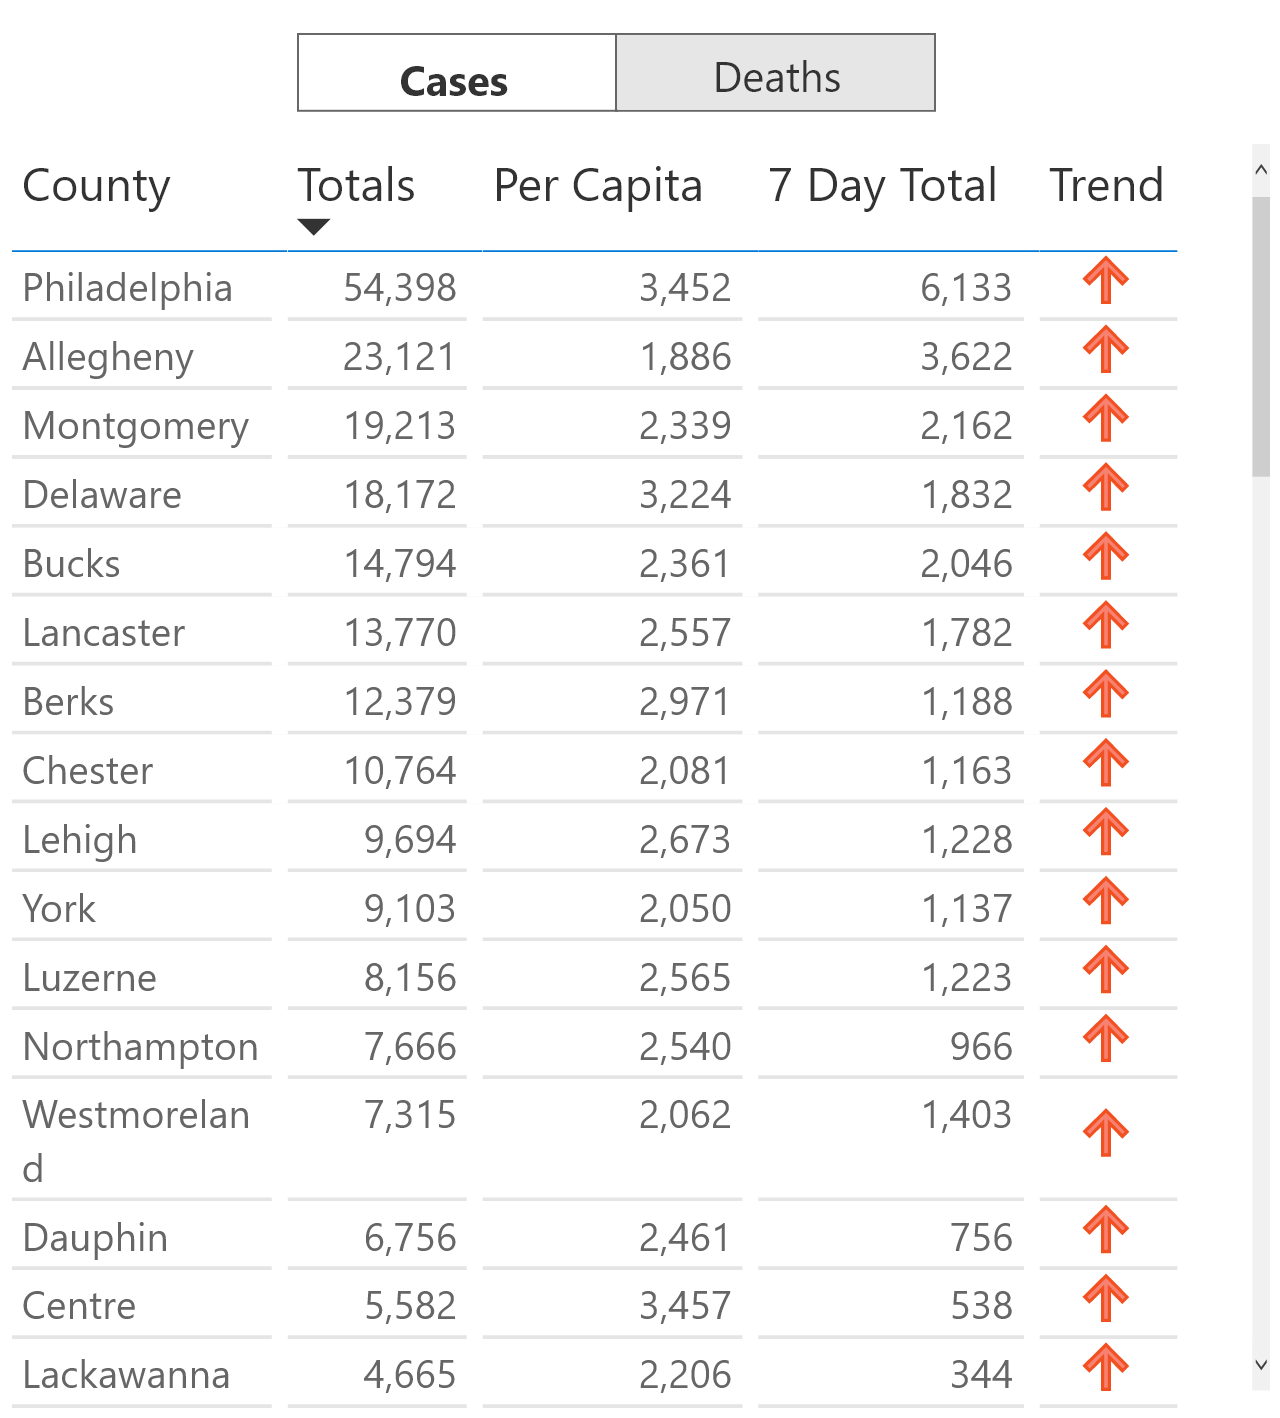 Cases Deaths
County Totals Per Capita 7 Day Total Trend
Philadelphia 54,398 3,452 6,133
Allegheny 23,121 1,886 3,622
Montgomery 19,213 2,339 2,162
Delaware 18,172 3,224 1,832
Bucks 14,794 2,361 2,046
Lancaster 13,770 2,557 1,782
Berks 12,379 2,971 1,188
Chester 10,764 2,081 1,163
Lehigh 9,694 2,673 1,228
York 9,103 2,050 1,137
Luzerne 8,156 2,565 1,223
Northampton 7,666 2,540 966
Westmorelan 7,315 2,062 1,403
d
Dauphin 6,756 2,461 756
Centre 5,582 3,457 538
Lackawanna 4,665 2,206 344